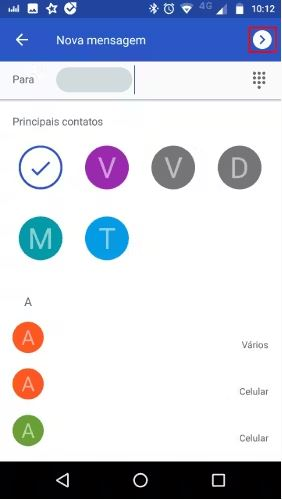 4G 10:12
Nova mensagem
Para
Principais contatos
V V D
M T
A
A Vários
A Celular
A Celular